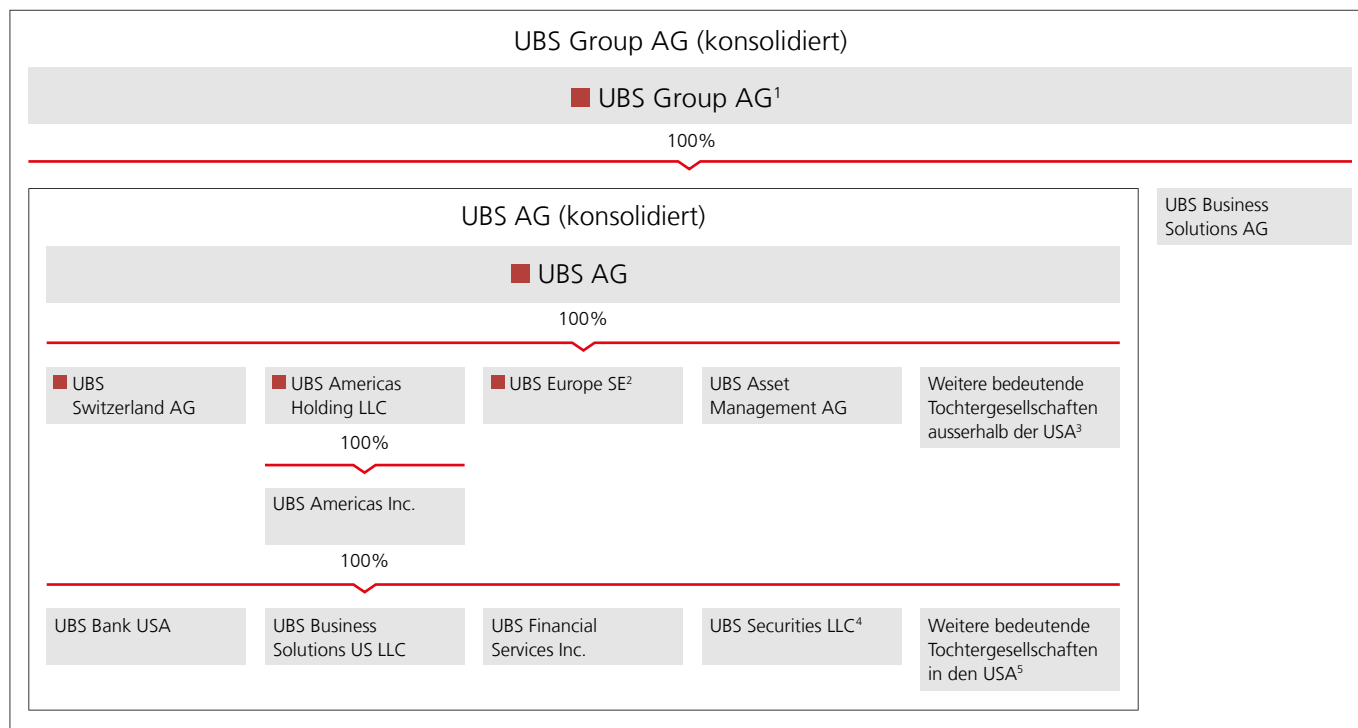 UBS Group AG (konsolidiert)
UBS Group AG¹
100%
UBS AG (konsolidiert)
UBS Business
Solutions AG
UBS AG
100%
UBS
Switzerland AG
UBS Americas
Holding LLC
UBS Europe SE²
UBS Asset
Management AG
Weitere bedeutende
Tochtergesellschaften
ausserhalb der USA³
100%
UBS Americas Inc.
100%
UBS Bank USA
UBS Business
Solutions US LLC
UBS Financial
Services Inc.
UBS Securities LLC⁴
Weitere bedeutende
Tochtergesellschaften
in den USA⁵